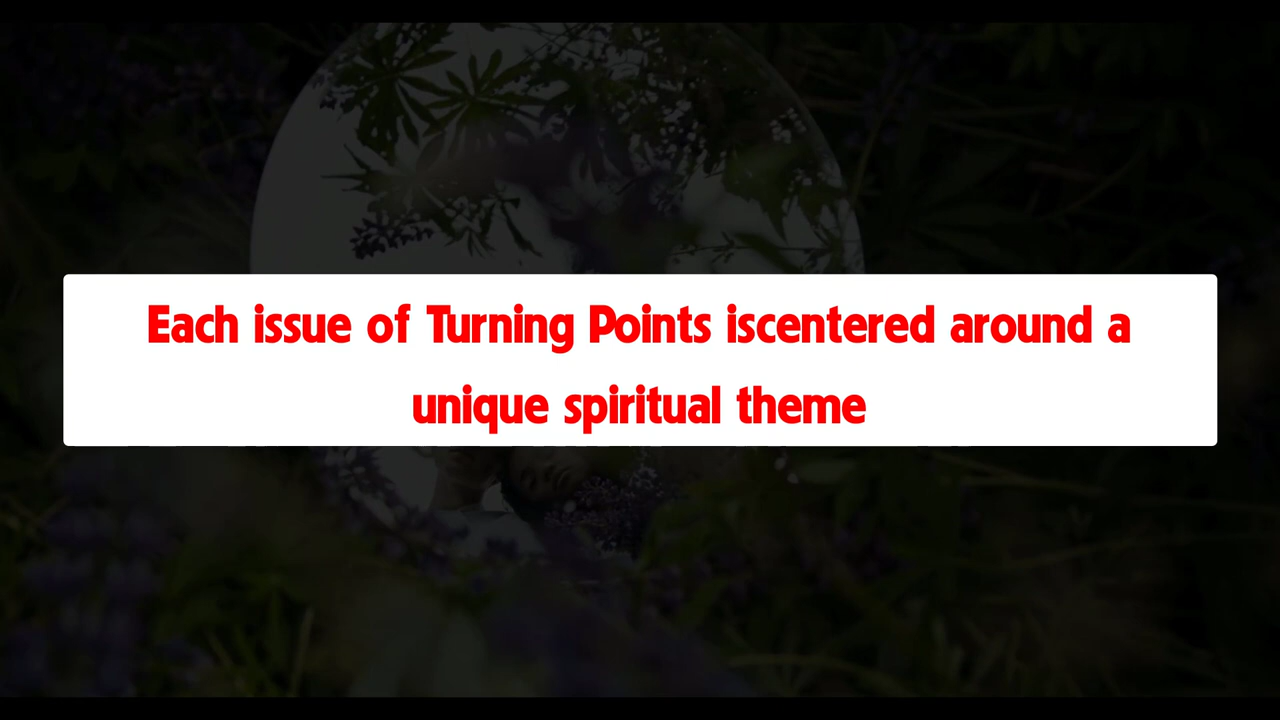 Each issue of Turning Points iscentered around a
unique spiritual theme